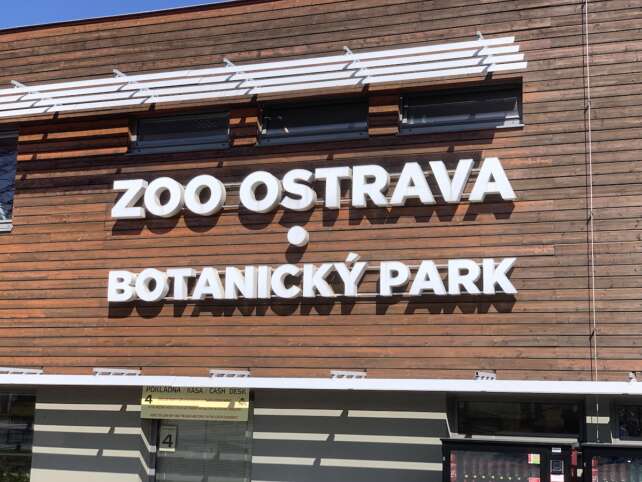 ZOO OSTRAVA
•
BOTANICKÝ PARK
POKLADNA · KASA · CASH DESK
4
4